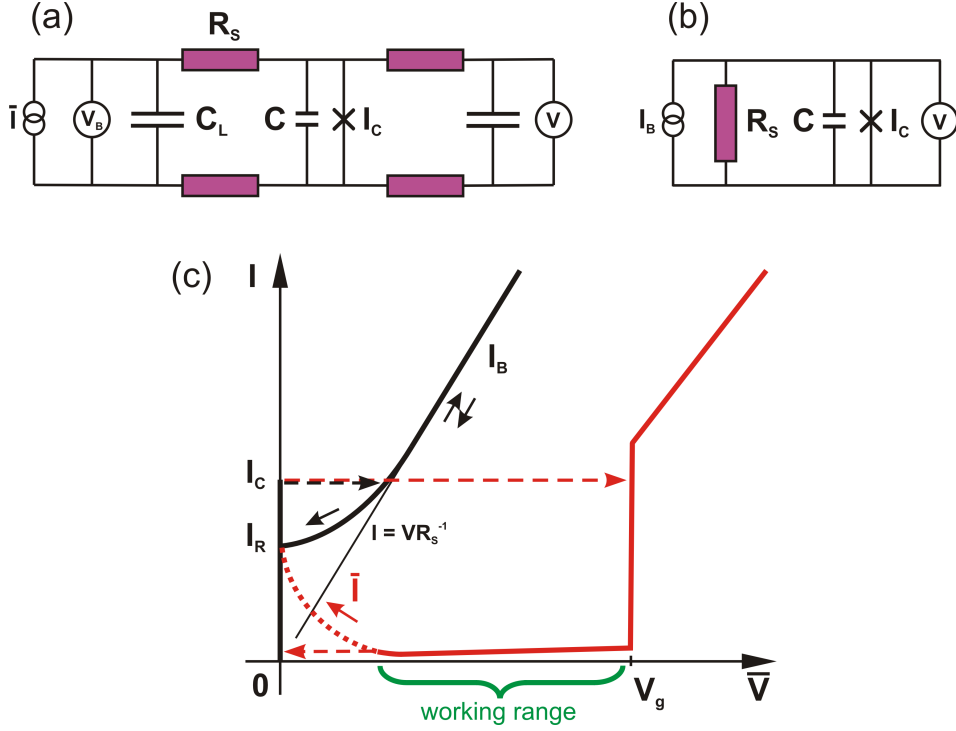 (a)
R_S
Ī
V_B
C_L
C
I_C
V
(b)
I_B
R_S
C
I_C
V
(c)
I
I_B
I_C
I_R
I = VR_S^-1
Ī
0
V_g
V̅
working range